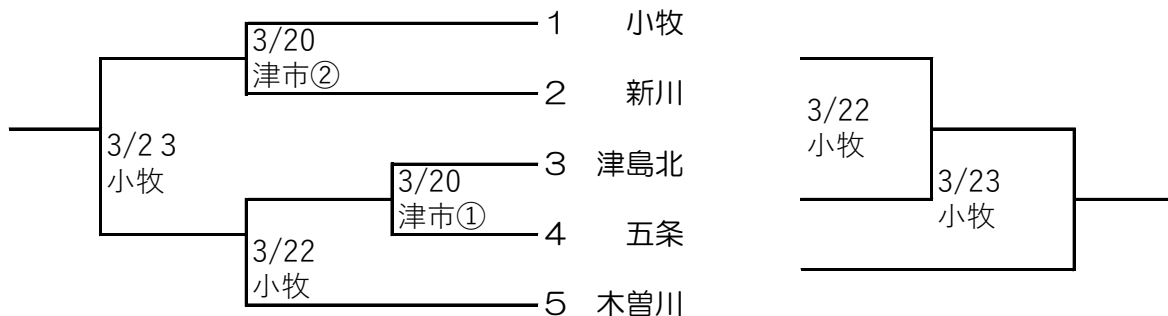 1 小牧
3/20
津市②
2 新川
3/22
小牧
3/2３
小牧
3 津島北
3/20
津市①
3/23
小牧
4 五条
3/22
小牧
5 木曽川